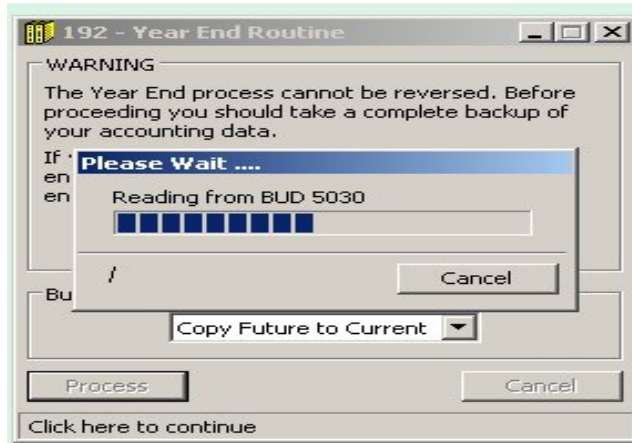 192 - Year End Routine
WARNING
The Year End process cannot be reversed. Before
proceeding you should take a complete backup of
your accounting data.
If
en
en
Please Wait ....
Reading from BUD 5030
/
Cancel
Bu
Copy Future to Current
Process
Cancel
Click here to continue